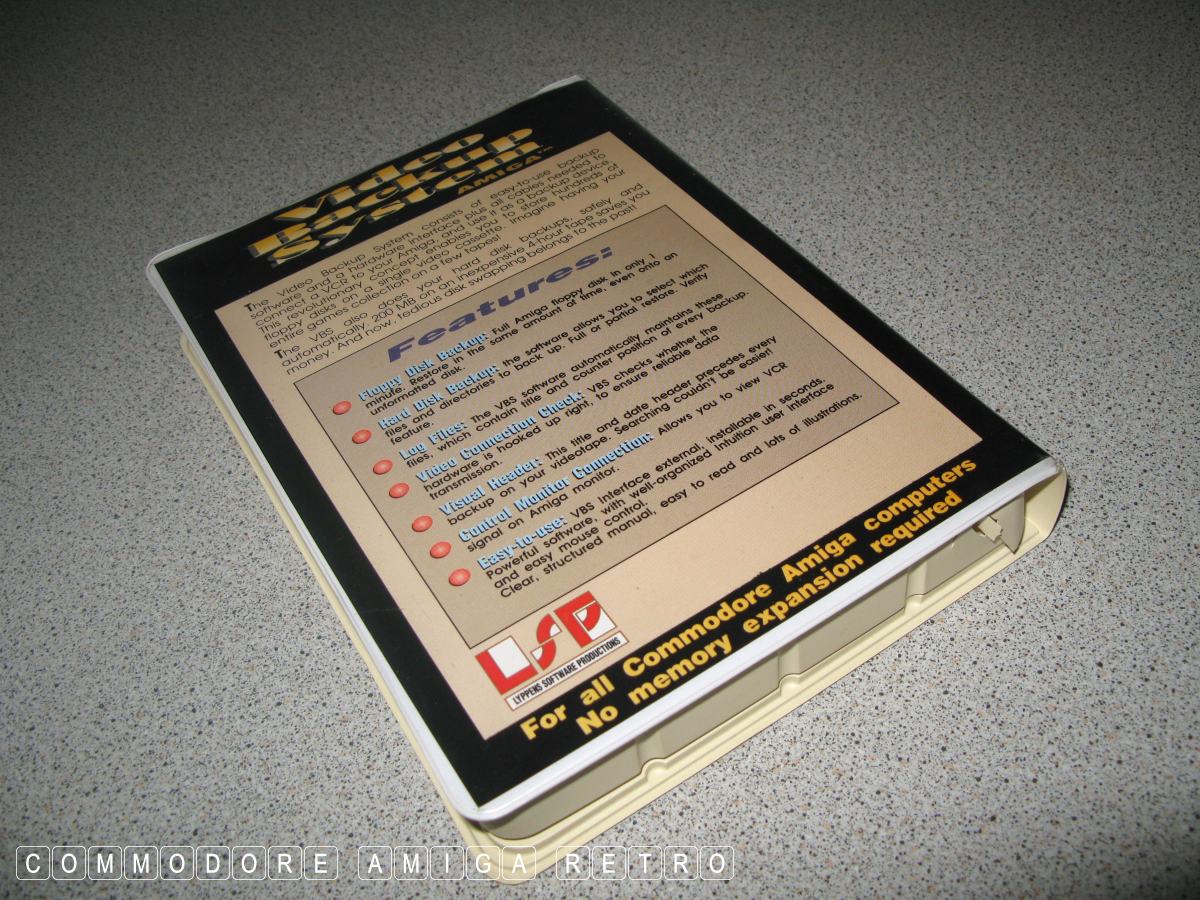 Video
Backup
System
AMIGA™
The Video Backup System consists of easy-to-use backup
software and a hardware interface plus all cables needed to
connect a VCR to your Amiga and use it as a backup device
This revolutionary concept enables you to store hundreds of
floppy disks on a single video cassette. Imagine having your
entire games collection on a few tapes!
The VBS also does your hard disk backups, safely and
automatically. 200 MB on an inexpensive 4-hour tape saves you
money. And now, tedious disk swapping belongs to the past!
Features:
Floppy Disk Backup: Full Amiga floppy disk in only 1
minute. Restore in the same amount of time, even onto an
unformatted disk.
Hard Disk Backup: the software allows you to select which
files and directories to back up. Full or partial restore. Verify
feature.
Log Files: The VBS software automatically maintains these
files, which contain title and counter position of every backup.
Video Connection Check: VBS checks whether the
hardware is hooked up right, to ensure reliable data
transmission.
Visual Header: This title and date header precedes every
backup on your videotape. Searching couldn't be easier!
Control Monitor Connection: Allows you to view VCR
signal on Amiga monitor.
Easy-to-use: VBS interface external, installable in seconds.
Powerful software, with well-organized intuition user interface
and easy mouse control.
Clear, structured manual, easy to read and lots of illustrations.
LSP
LYPPENS SOFTWARE PRODUCTIONS
For all Commodore Amiga computers
No memory expansion required
COMMODORE AMIGA RETRO